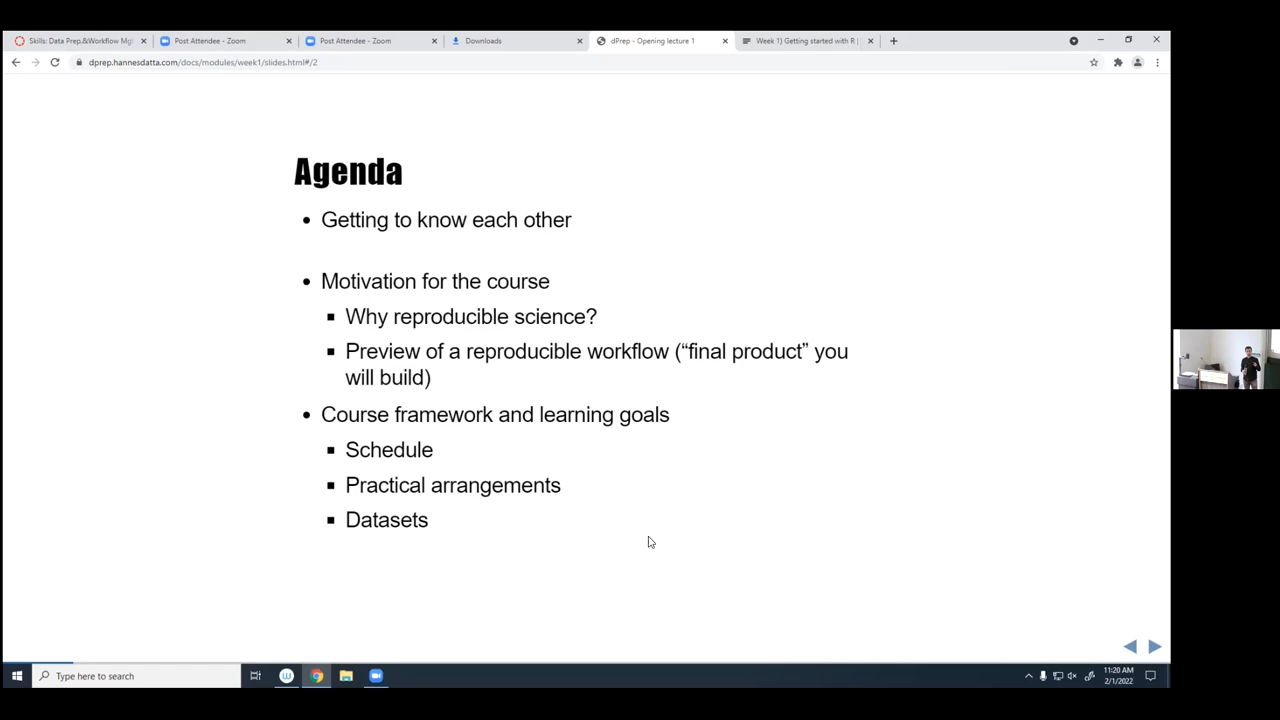 Skills: Data Prep.&Workflow Mg
Post Attendee - Zoom
Post Attendee - Zoom
Downloads
dPrep - Opening lecture 1
Week 1) Getting started with R |
dprep.hannesdatta.com/docs/modules/week1/slides.html#/2
Agenda
• Getting to know each other
• Motivation for the course
▪ Why reproducible science?
▪ Preview of a reproducible workflow (“final product” you
will build)
• Course framework and learning goals
▪ Schedule
▪ Practical arrangements
▪ Datasets
Type here to search
11:20 AM
2/1/2022